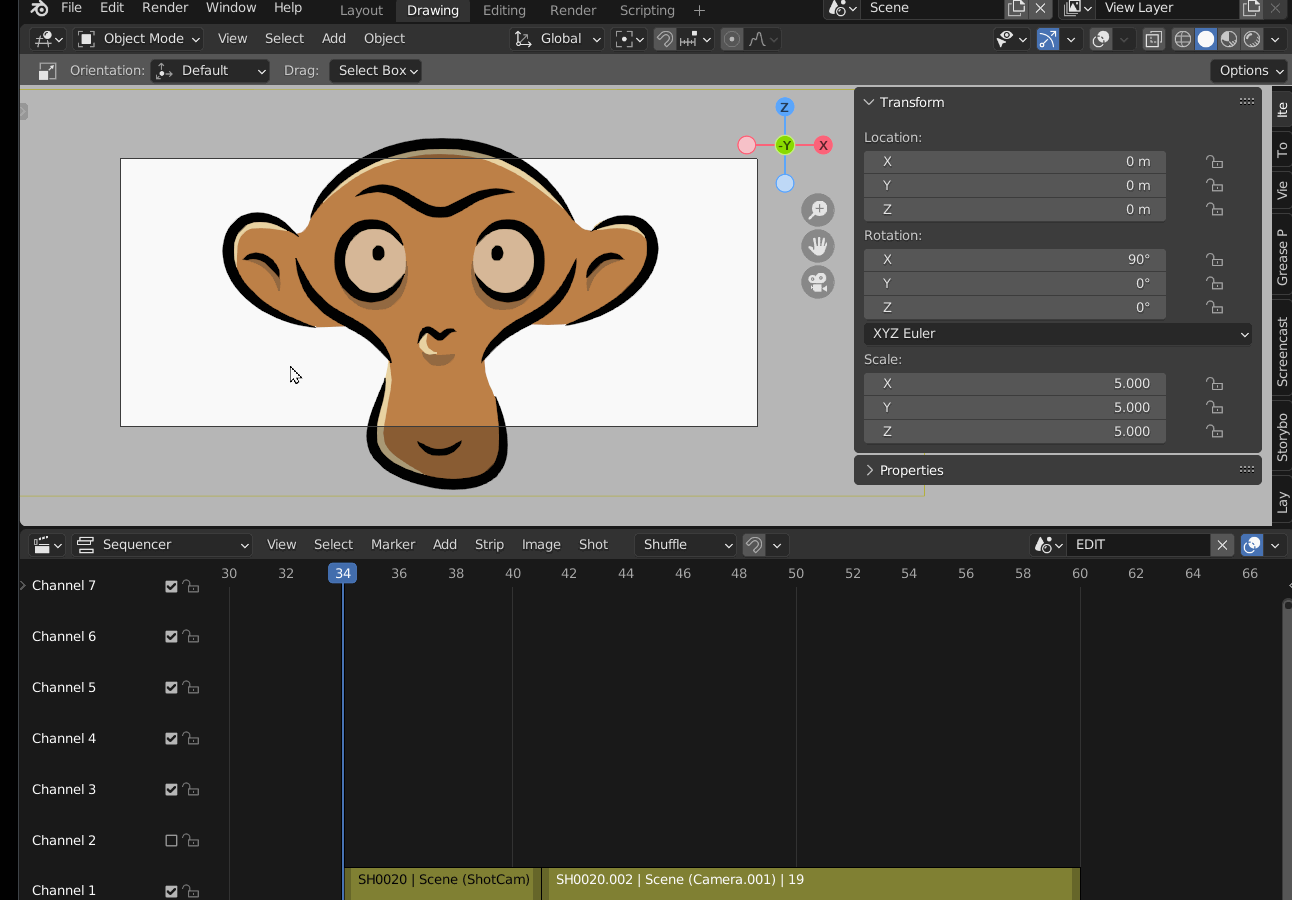 File Edit Render Window Help Layout Drawing Editing Render Scripting + Scene View Layer
Object Mode View Select Add Object Global
Orientation: Default Drag: Select Box Options
Z
-Y X
Transform
Location:
X 0 m
Y 0 m
Z 0 m
Rotation:
X 90°
Y 0°
Z 0°
XYZ Euler
Scale:
X 5.000
Y 5.000
Z 5.000
Properties
Ite
To
Vie
Grease P
Screencast
Storybo
Lay
Sequencer View Select Marker Add Strip Image Shot Shuffle EDIT
30 32 34 36 38 40 42 44 46 48 50 52 54 56 58 60 62 64 66
Channel 7
Channel 6
Channel 5
Channel 4
Channel 3
Channel 2
Channel 1
SH0020 | Scene (ShotCam)
SH0020.002 | Scene (Camera.001) | 19